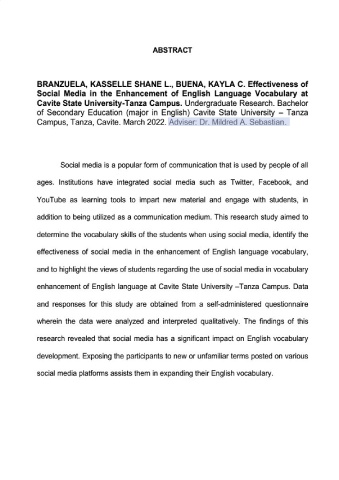 ABSTRACT
BRANZUELA, KASSELLE SHANE L., BUENA, KAYLA C. Effectiveness of
Social Media in the Enhancement of English Language Vocabulary at
Cavite State University-Tanza Campus. Undergraduate Research. Bachelor
of Secondary Education (major in English) Cavite State University – Tanza
Campus, Tanza, Cavite. March 2022. Adviser: Dr. Mildred A. Sebastian.
Social media is a popular form of communication that is used by people of all
ages. Institutions have integrated social media such as Twitter, Facebook, and
YouTube as learning tools to impart new material and engage with students, in
addition to being utilized as a communication medium. This research study aimed to
determine the vocabulary skills of the students when using social media, identify the
effectiveness of social media in the enhancement of English language vocabulary,
and to highlight the views of students regarding the use of social media in vocabulary
enhancement of English language at Cavite State University –Tanza Campus. Data
and responses for this study are obtained from a self-administered questionnaire
wherein the data were analyzed and interpreted qualitatively. The findings of this
research revealed that social media has a significant impact on English vocabulary
development. Exposing the participants to new or unfamiliar terms posted on various
social media platforms assists them in expanding their English vocabulary.